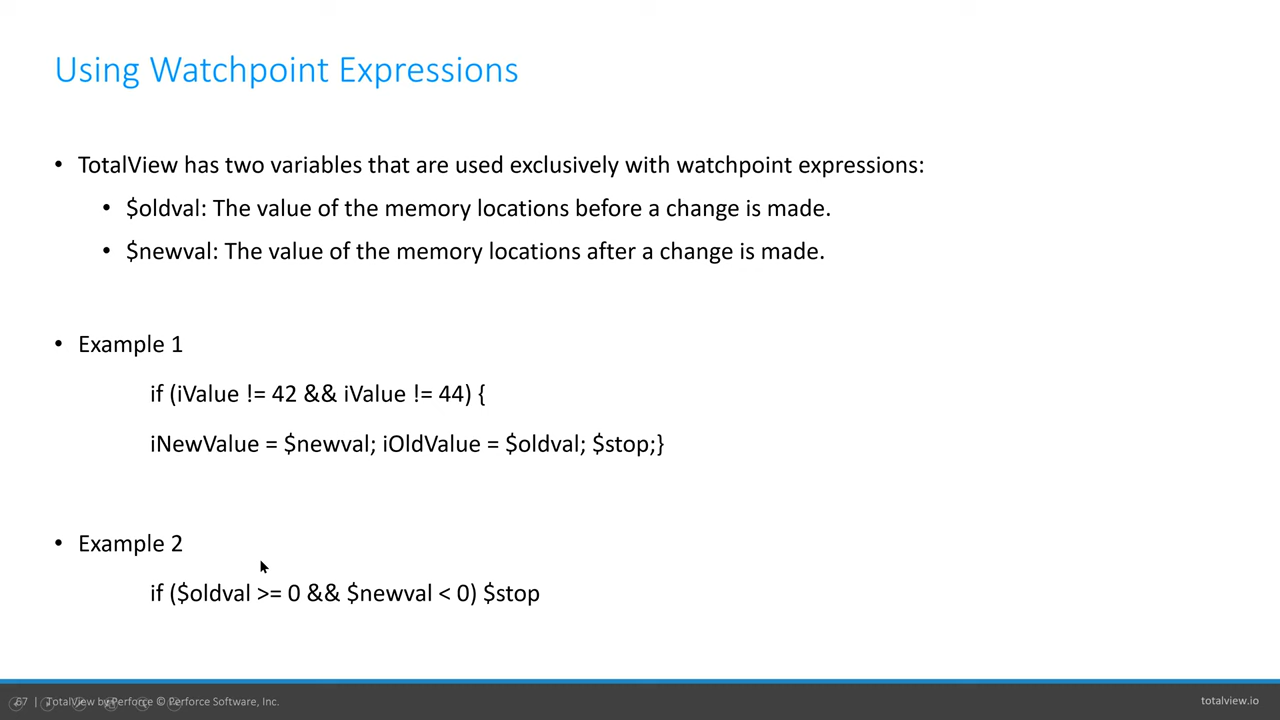 Using Watchpoint Expressions
• TotalView has two variables that are used exclusively with watchpoint expressions:
• $oldval: The value of the memory locations before a change is made.
• $newval: The value of the memory locations after a change is made.
• Example 1
if (iValue != 42 && iValue != 44) {
iNewValue = $newval; iOldValue = $oldval; $stop;}
• Example 2
if ($oldval >= 0 && $newval < 0) $stop
67 | TotalView by Perforce © Perforce Software, Inc.
totalview.io